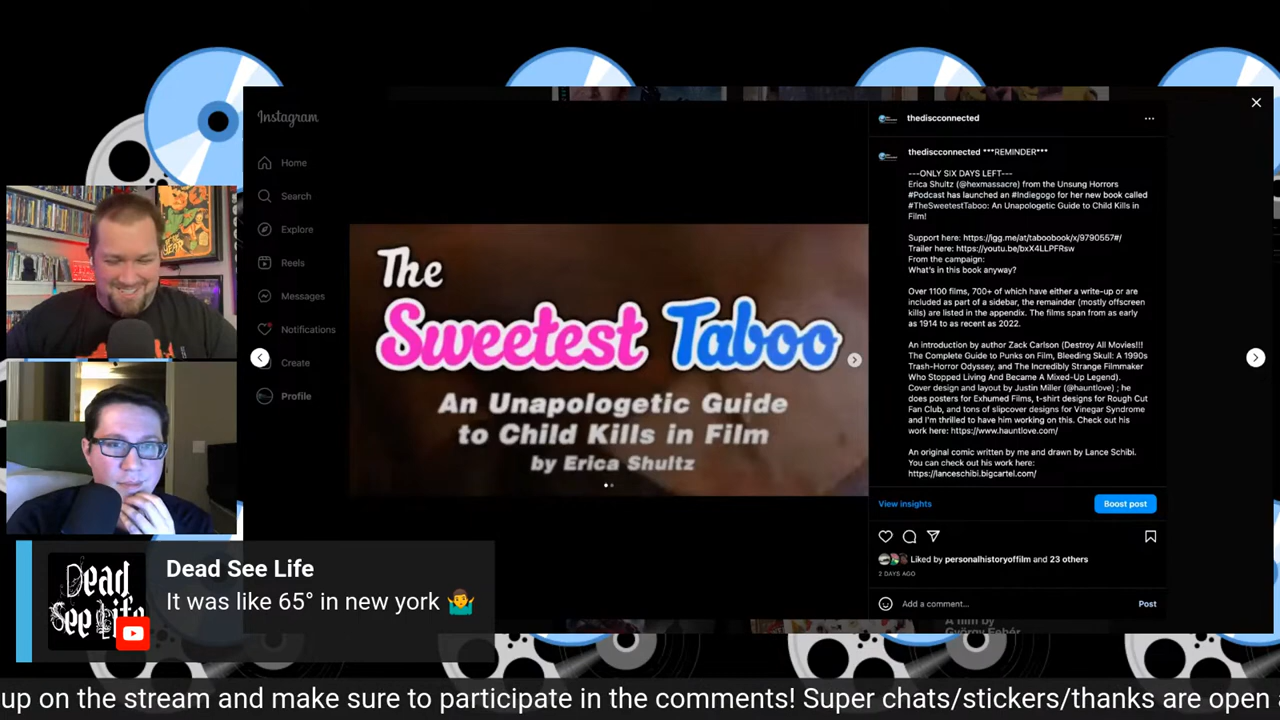 Instagram
Home
Search
Explore
Reels
Messages
Notifications
Create
Profile
The
Sweetest Taboo
An Unapologetic Guide
to Child Kills in Film
by Erica Shultz
thediscconnected
thediscconnected ***REMINDER***
---ONLY SIX DAYS LEFT---
Erica Shultz (@hexmassacre) from the Unsung Horrors
#Podcast has launched an #Indiegogo for her new book called
#TheSweetestTaboo: An Unapologetic Guide to Child Kills in
Film!
Support here: https://igg.me/at/taboobook/x/9790557#/
Trailer here: https://youtu.be/bxX4LLPFRsw
From the campaign:
What's in this book anyway?
Over 1100 films, 700+ of which have either a write-up or are
included as part of a sidebar, the remainder (mostly offscreen
kills) are listed in the appendix. The films span from as early
as 1914 to as recent as 2022.
An introduction by author Zack Carlson (Destroy All Movies!!!
The Complete Guide to Punks on Film, Bleeding Skull: A 1990s
Trash-Horror Odyssey, and The Incredibly Strange Filmmaker
Who Stopped Living And Became A Mixed-Up Legend).
Cover design and layout by Justin Miller (@hauntlove) ; he
does posters for Exhumed Films, t-shirt designs for Rough Cut
Fan Club, and tons of slipcover designs for Vinegar Syndrome
and I'm thrilled to have him working on this. Check out his
work here: https://www.hauntlove.com/
An original comic written by me and drawn by Lance Schibi.
You can check out his work here:
https://lanceschibi.bigcartel.com/
View insights
Boost post
Liked by personalhistoryoffilm and 23 others
2 DAYS AGO
Add a comment...
Post
A film by
György Fehér
Dead See Life
Dead See Life
It was like 65° in new york 🤷‍♂️
up on the stream and make sure to participate in the comments! Super chats/stickers/thanks are open